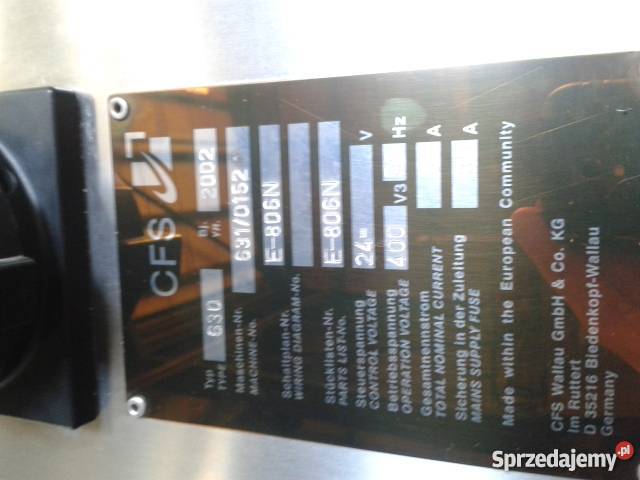 CFS
Typ
TYPE 630 Bj.
YR. 2002
Maschinen-Nr.
MACHINE-No. 631/0152
Schaltplan-Nr. E-806N
WIRING DIAGRAM-No.
Stücklisten-Nr.
PARTS LIST-No. E-806N
Steuerspannung
CONTROL VOLTAGE 24 V
Betriebsspannung
OPERATION VOLTAGE 400 V3 Hz
Gesamtnennstrom
TOTAL NOMINAL CURRENT A
Sicherung in der Zuleitung
MAINS SUPPLY FUSE A
Made within the European Community
CFS Wallau GmbH & Co. KG
Im Ruttert
D 35216 Biedenkopf-Wallau
Germany
Sprzedajemy.pl